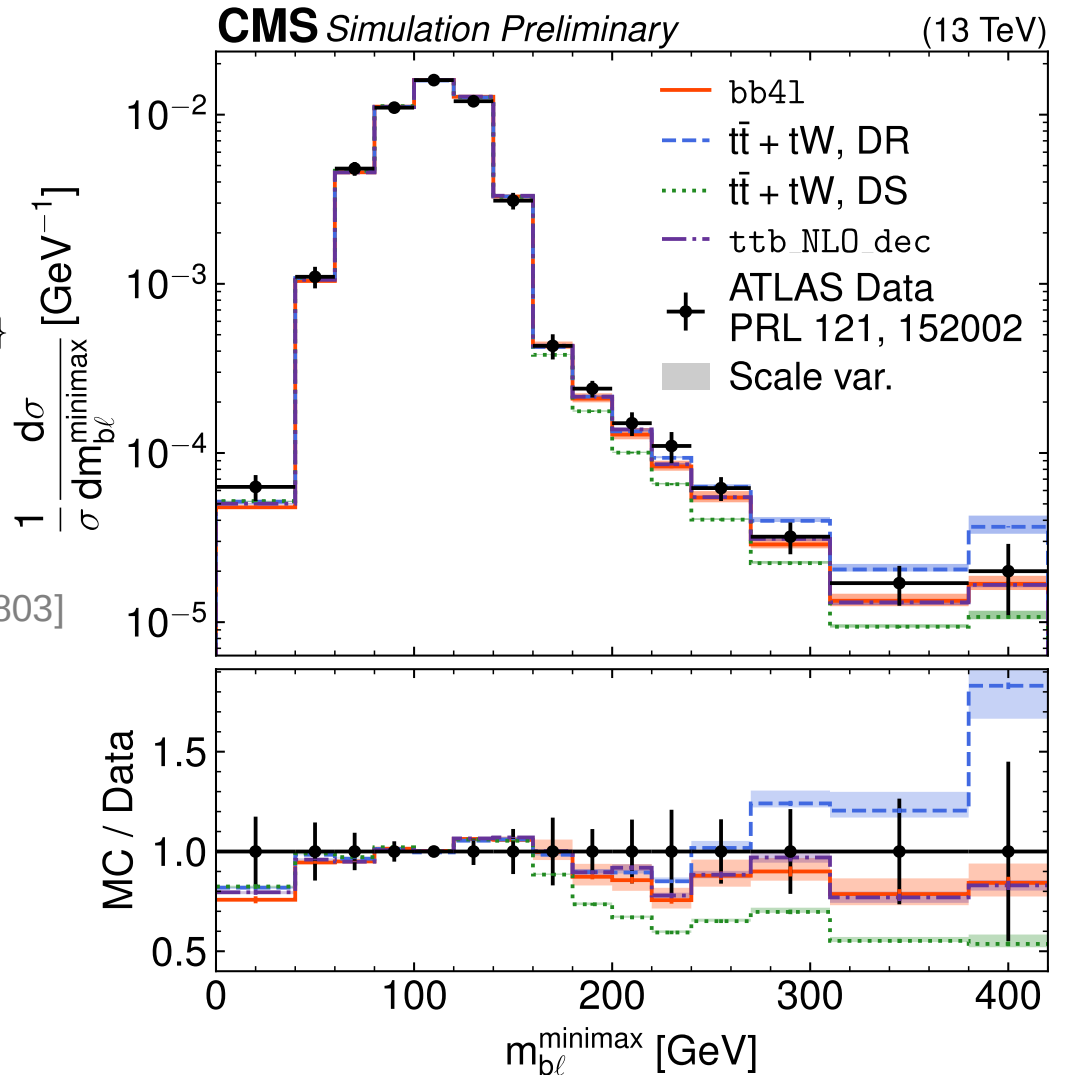 CMS Simulation Preliminary (13 TeV)
bb4l
tt̄ + tW, DR
tt̄ + tW, DS
ttb_NLO_dec
ATLAS Data
PRL 121, 152002
Scale var.
1/σ dσ/dm_bℓ^minimax [GeV⁻¹]
10⁻²
10⁻³
10⁻⁴
10⁻⁵
803]
MC / Data
1.5
1.0
0.5
0 100 200 300 400
m_bℓ^minimax [GeV]